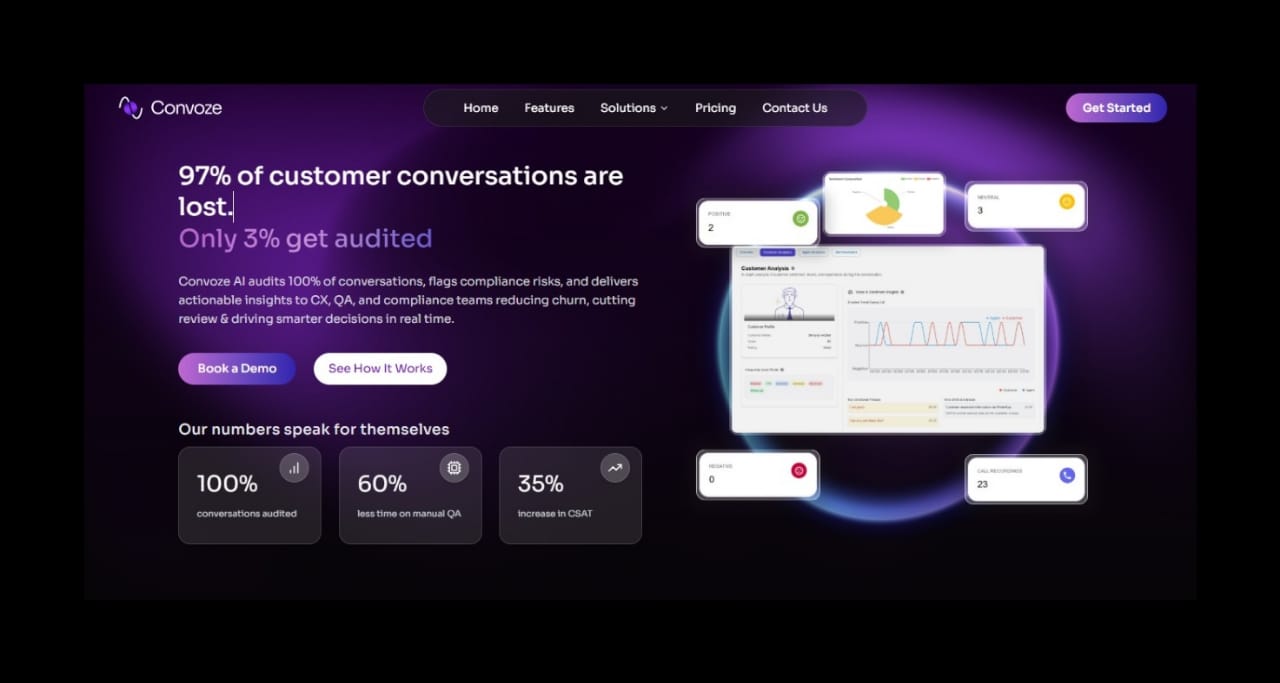 Convoze
Home
Features
Solutions
Pricing
Contact Us
Get Started
97% of customer conversations are
lost.
Only 3% get audited
Convoze AI audits 100% of conversations, flags compliance risks, and delivers
actionable insights to CX, QA, and compliance teams reducing churn, cutting
review & driving smarter decisions in real time.
Book a Demo
See How It Works
Our numbers speak for themselves
100%
conversations audited
60%
less time on manual QA
35%
increase in CSAT
POSITIVE
2
NEUTRAL
3
Customer Analysis
Customer Profile
NEGATIVE
0
CALL RECORDINGS
23